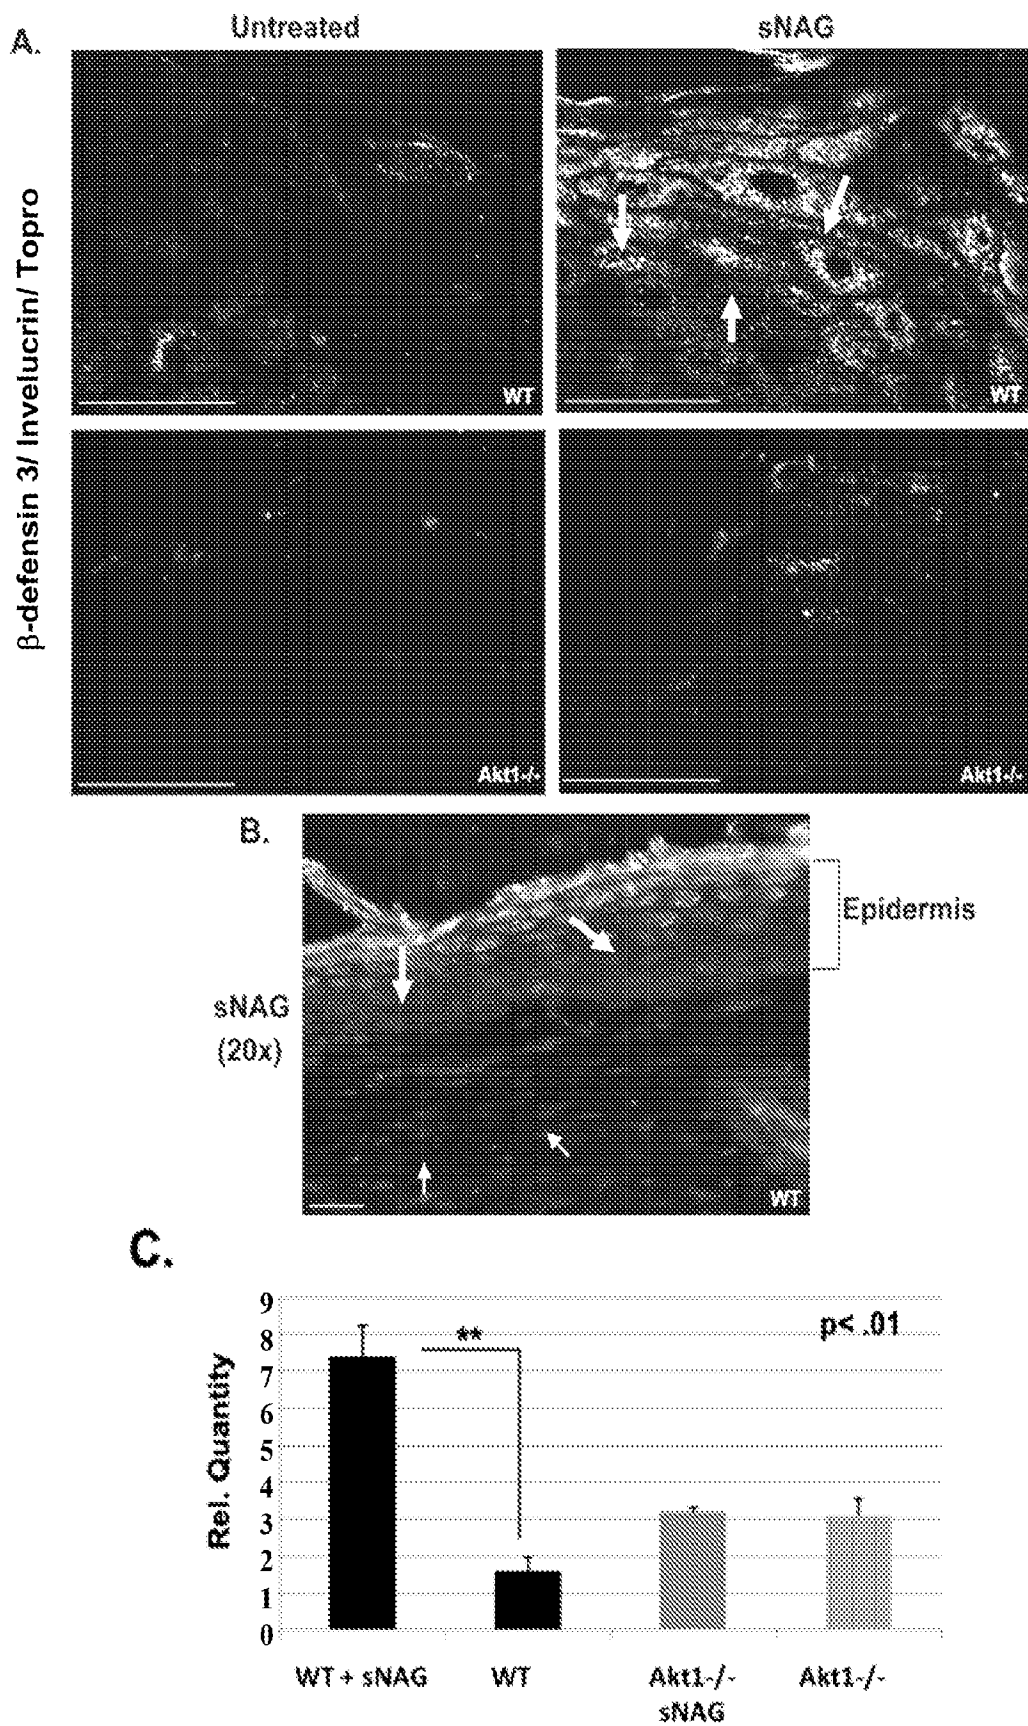 A.
Untreated
sNAG
β-defensin 3/ Involucrin/ Topro
WT
WT
Akt1-/-
Akt1-/-
B.
Epidermis
sNAG
(20x)
WT
C.
9
8
7
6
5
4
3
2
1
0
Rel. Quantity
**
p< .01
WT + sNAG
WT
Akt1-/-
sNAG
Akt1-/-